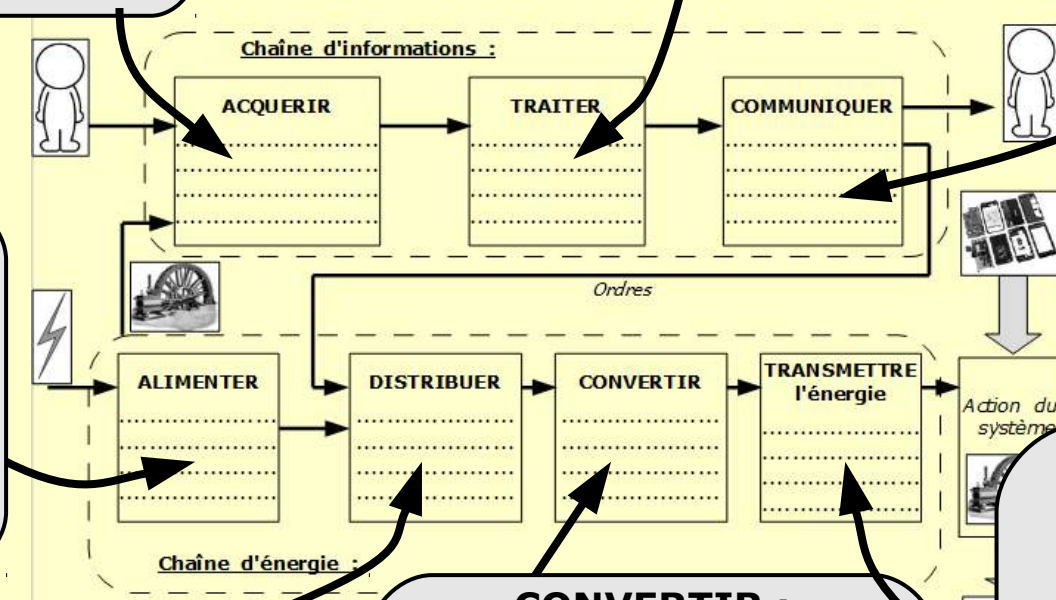 Chaîne d'informations :
ACQUERIR
TRAITER
COMMUNIQUER
Ordres
ALIMENTER
DISTRIBUER
CONVERTIR
TRANSMETTRE
l'énergie
Action du
système
Chaîne d'énergie :
CONVERTIR :